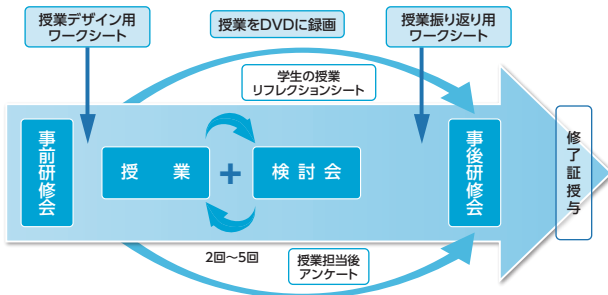 授業デザイン用
ワークシート
授業をDVDに録画
授業振り返り用
ワークシート
学生の授業
リフレクションシート
事前研修会
授業
+
検討会
事後研修会
修了証授与
2回～5回
授業担当後
アンケート